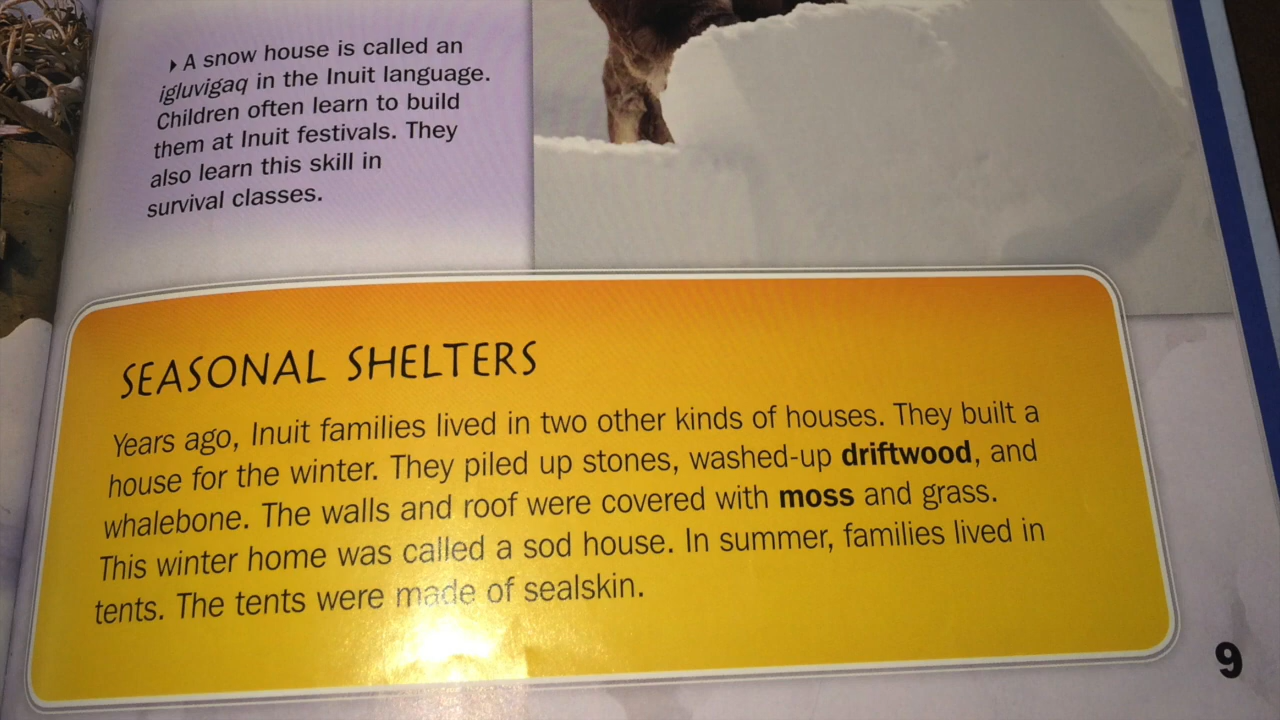 A snow house is called an
igluvigaq in the Inuit language.
Children often learn to build
them at Inuit festivals. They
also learn this skill in
survival classes.
SEASONAL SHELTERS
Years ago, Inuit families lived in two other kinds of houses. They built a
house for the winter. They piled up stones, washed-up driftwood, and
whalebone. The walls and roof were covered with moss and grass.
This winter home was called a sod house. In summer, families lived in
tents. The tents were made of sealskin.
9